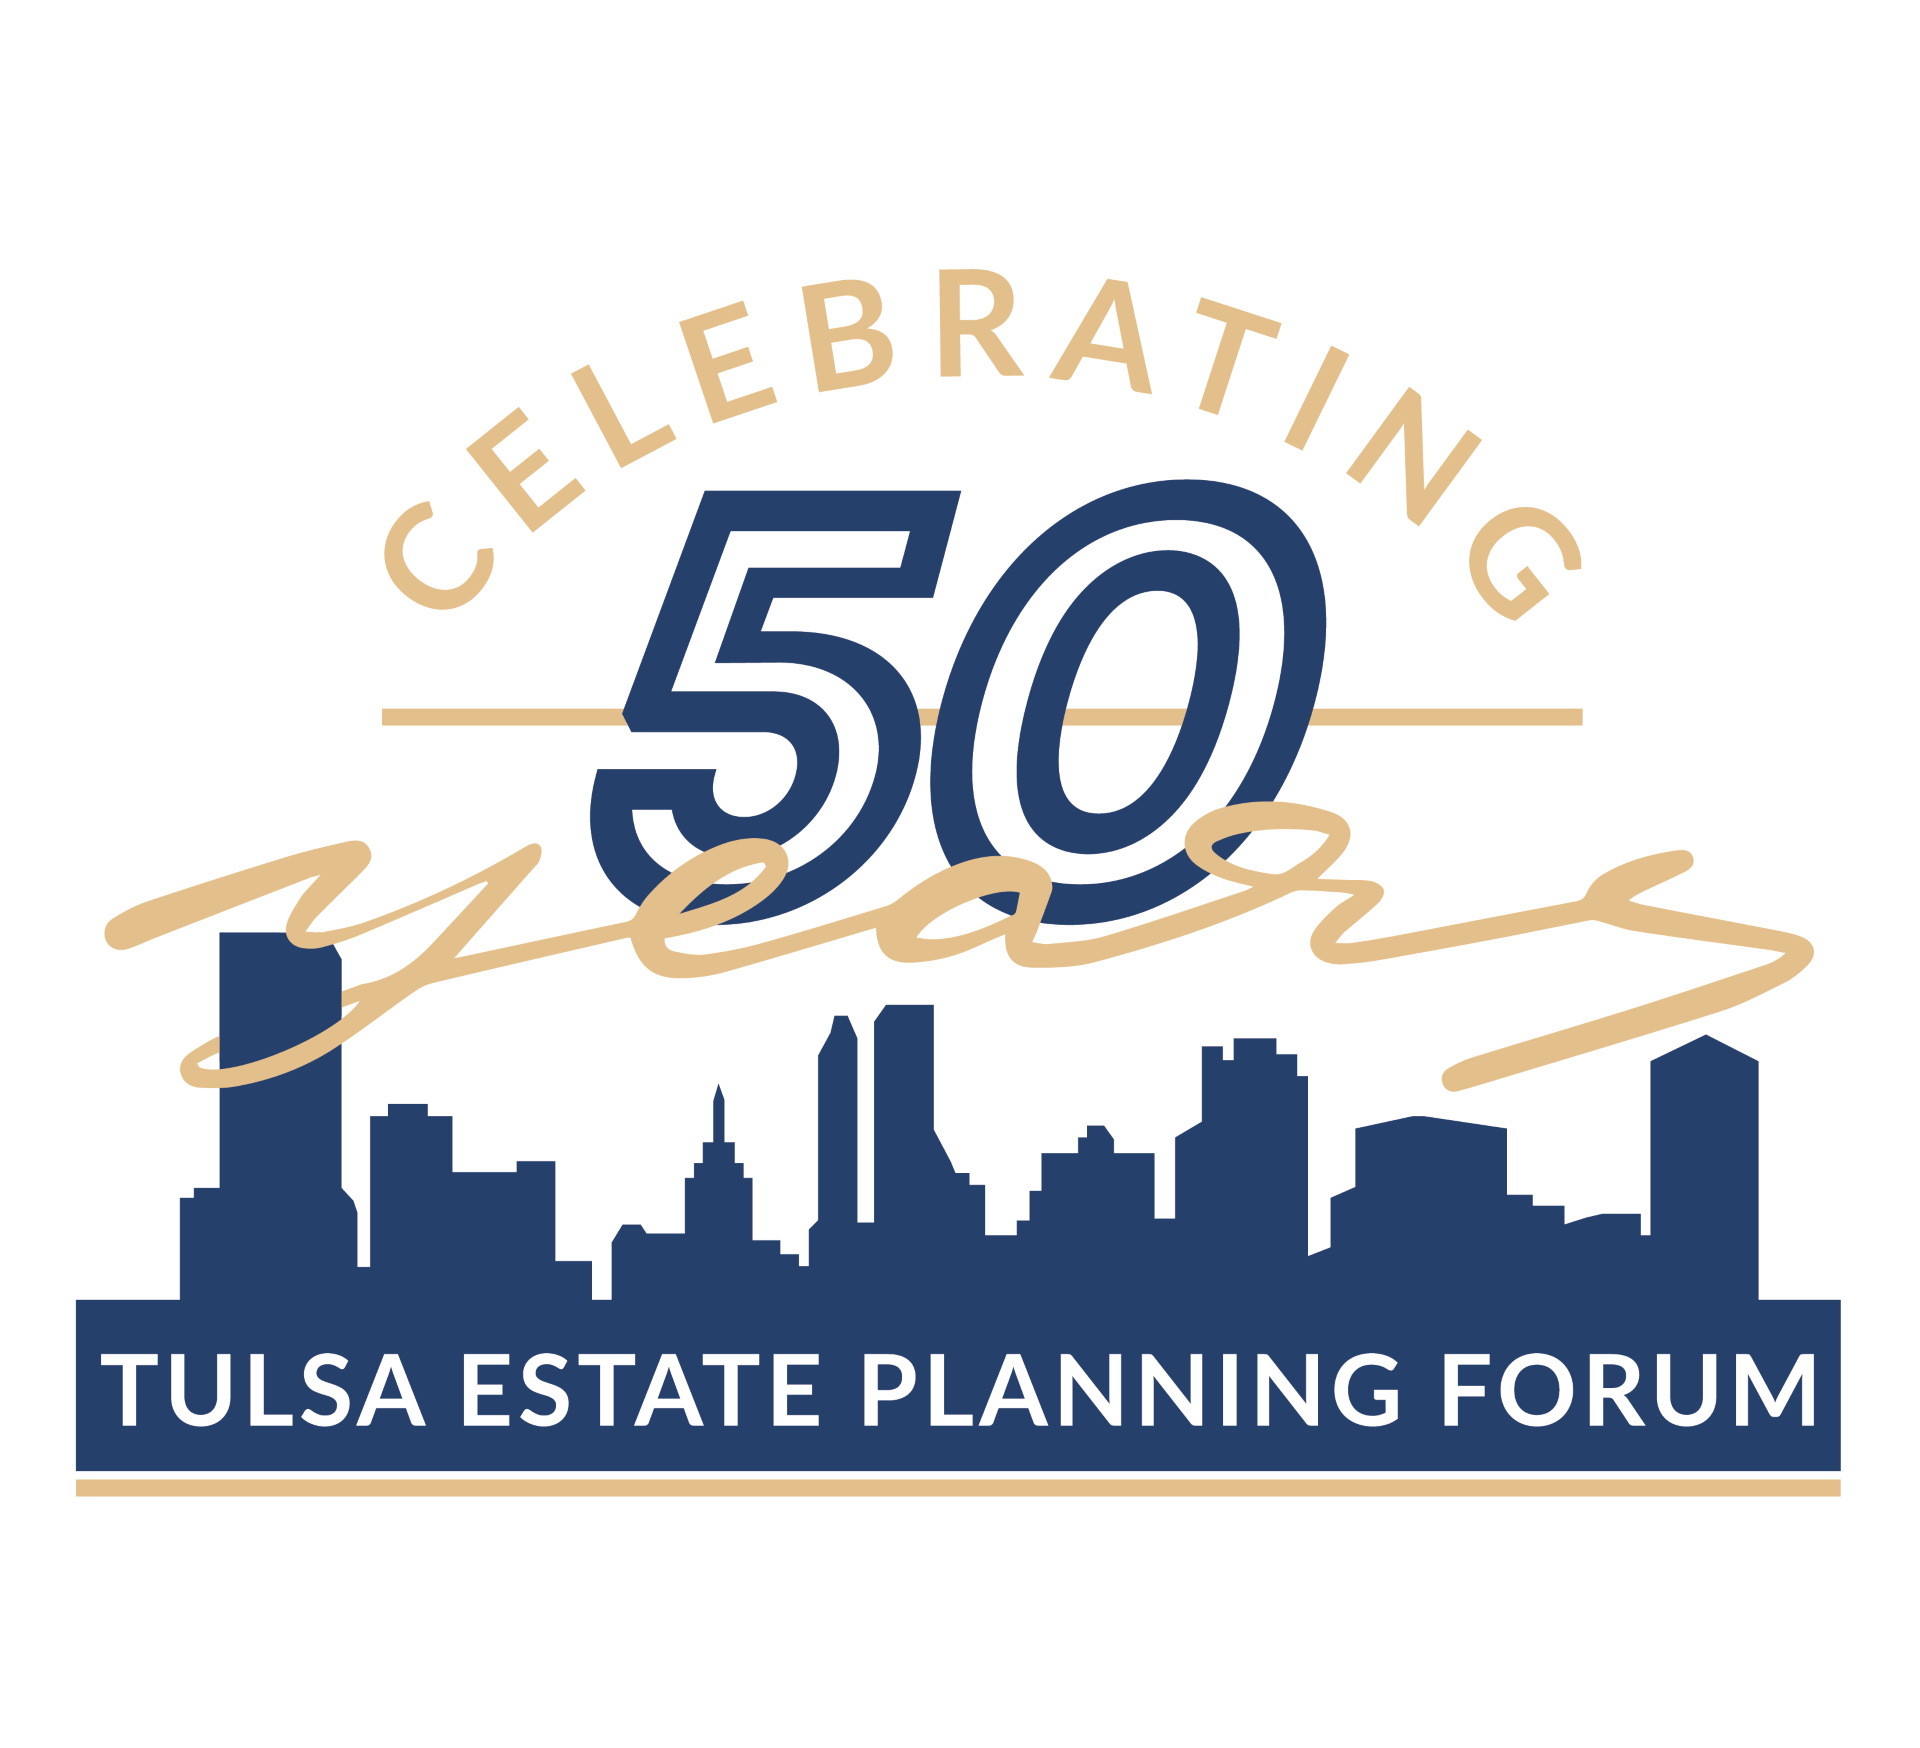 CELEBRATING
50
years
TULSA ESTATE PLANNING FORUM